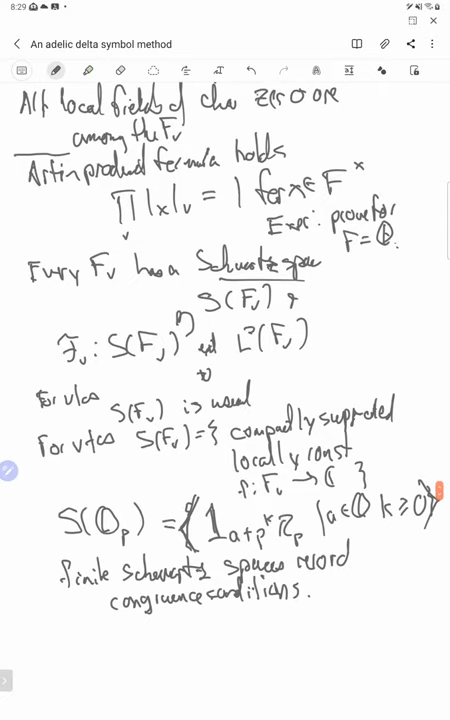 8:29
An adelic delta symbol method
All local fields of char zero are
among the F_v
Artin product formula holds
∏_v |x|_v = 1 for x ∈ F^×
Exer: prove for
F = ℚ.
Every F_v has a Schwartz space
S(F_v) &
F_v : S(F_v) L²(F_v)
For v|∞ S(F_v) is usual
For v∤∞ S(F_v) = { compactly supported
locally const
f: F_v → ℂ }
S(ℚ_p) = ⟨ 1_{a+p^k ℤ_p} | a ∈ ℚ k ≥ 0 ⟩
finite schwartz spaces record
congruence conditions.